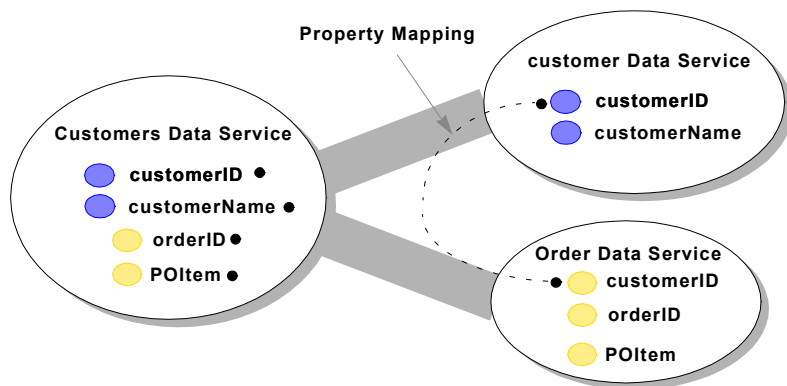 Property Mapping
customer Data Service
customerID
customerName
Customers Data Service
customerID
customerName
orderID
POItem
Order Data Service
customerID
orderID
POItem